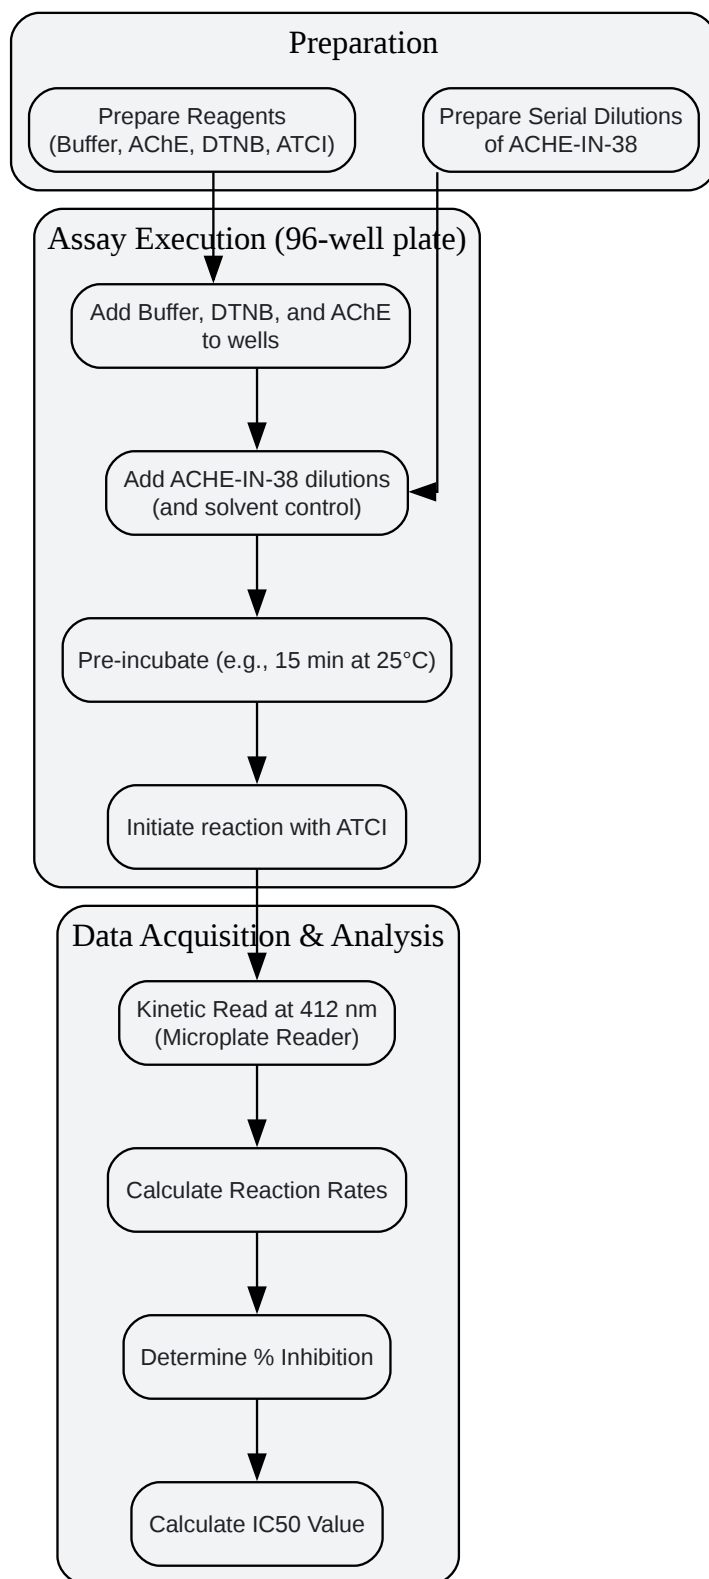 Preparation
Prepare Reagents
(Buffer, AChE, DTNB, ATCI)
Prepare Serial Dilutions
of ACHE-IN-38
Assay Execution (96-well plate)
Add Buffer, DTNB, and AChE
to wells
Add ACHE-IN-38 dilutions
(and solvent control)
Pre-incubate (e.g., 15 min at 25°C)
Initiate reaction with ATCI
Data Acquisition & Analysis
Kinetic Read at 412 nm
(Microplate Reader)
Calculate Reaction Rates
Determine % Inhibition
Calculate IC50 Value